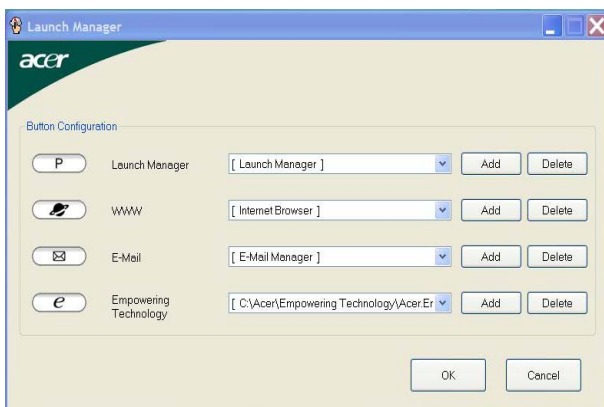 Launch Manager
acer
Button Configuration
P Launch Manager [ Launch Manager ] Add Delete
WWW [ Internet Browser ] Add Delete
E-Mail [ E-Mail Manager ] Add Delete
e Empowering Technology [ C:\Acer\Empowering Technology\Acer.Er Add Delete
OK Cancel